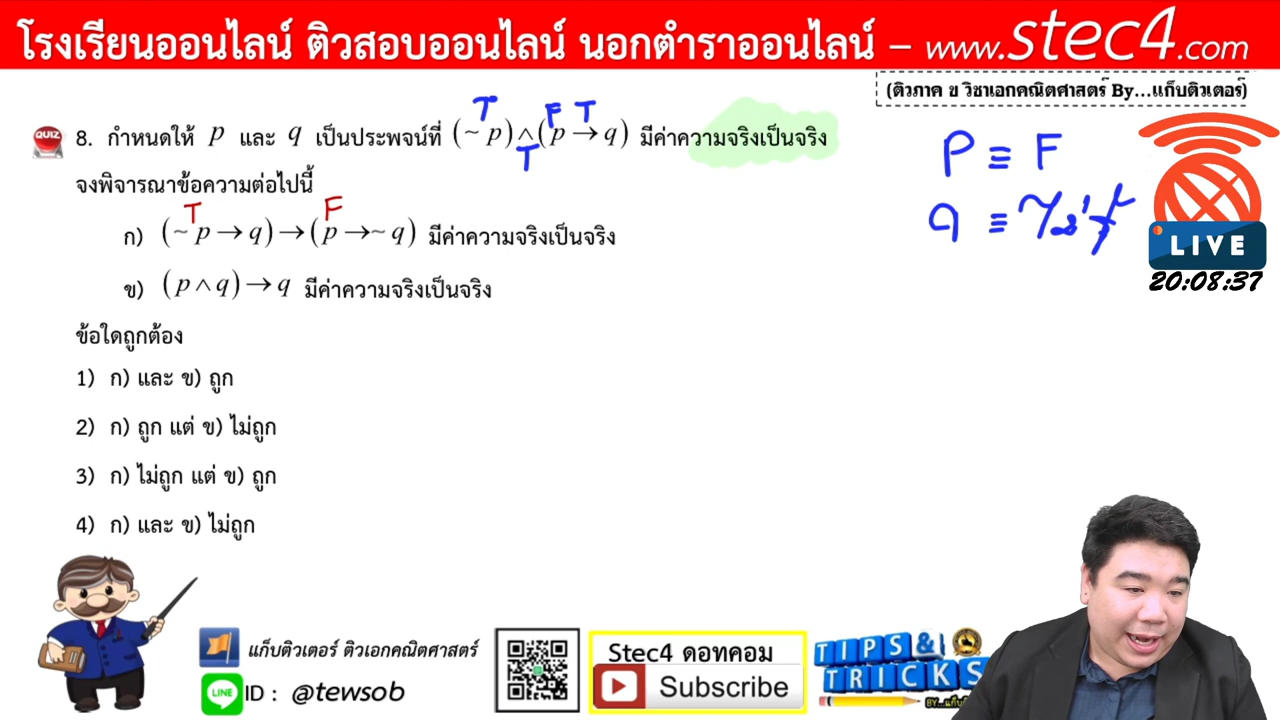 โรงเรียนออนไลน์ ติวสอบออนไลน์ นอกตำราออนไลน์ – www.stec4.com
(ติวภาค ข วิชาเอกคณิตศาสตร์ By...แก็บติวเตอร์)
T F T
QUIZ 8. กำหนดให้ p และ q เป็นประพจน์ที่ (~ p) ∧ (p → q) มีค่าความจริงเป็นจริง
T
P ≡ F
จงพิจารณาข้อความต่อไปนี้
T F
q ≡
ก) (~ p → q) → (p → ~ q) มีค่าความจริงเป็นจริง
LIVE
20:08:37
ข) (p ∧ q) → q มีค่าความจริงเป็นจริง
ข้อใดถูกต้อง
1) ก) และ ข) ถูก
2) ก) ถูก แต่ ข) ไม่ถูก
3) ก) ไม่ถูก แต่ ข) ถูก
4) ก) และ ข) ไม่ถูก
แก็บติวเตอร์ ติวเอกคณิตศาสตร์
LINE ID : @tewsob
Stec4 ดอทคอม
Subscribe
TIPS &
TRICKS